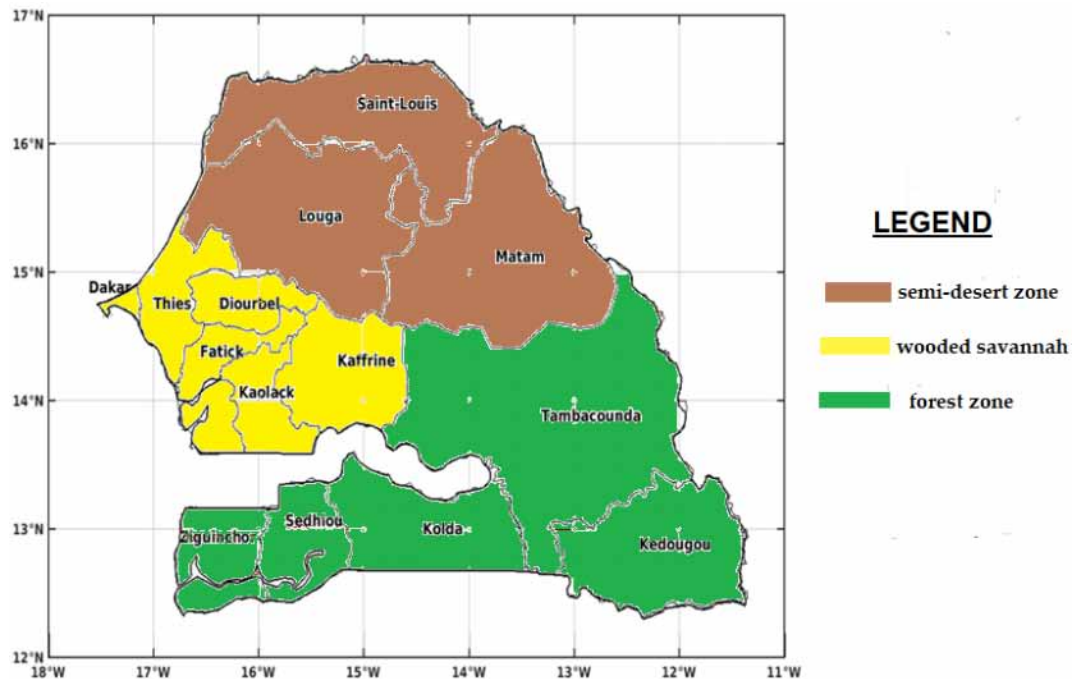 17°N
16°N
15°N
14°N
13°N
12°N
18°W
17°W
16°W
15°W
14°W
13°W
12°W
11°W
Saint-Louis
Louga
Matam
Dakar
Thies
Diourbel
Fatick
Kaffrine
Kaolack
Tambacounda
Sedhiou
Kolda
Ziguinchor
Kedougou
LEGEND
semi-desert zone
wooded savannah
forest zone